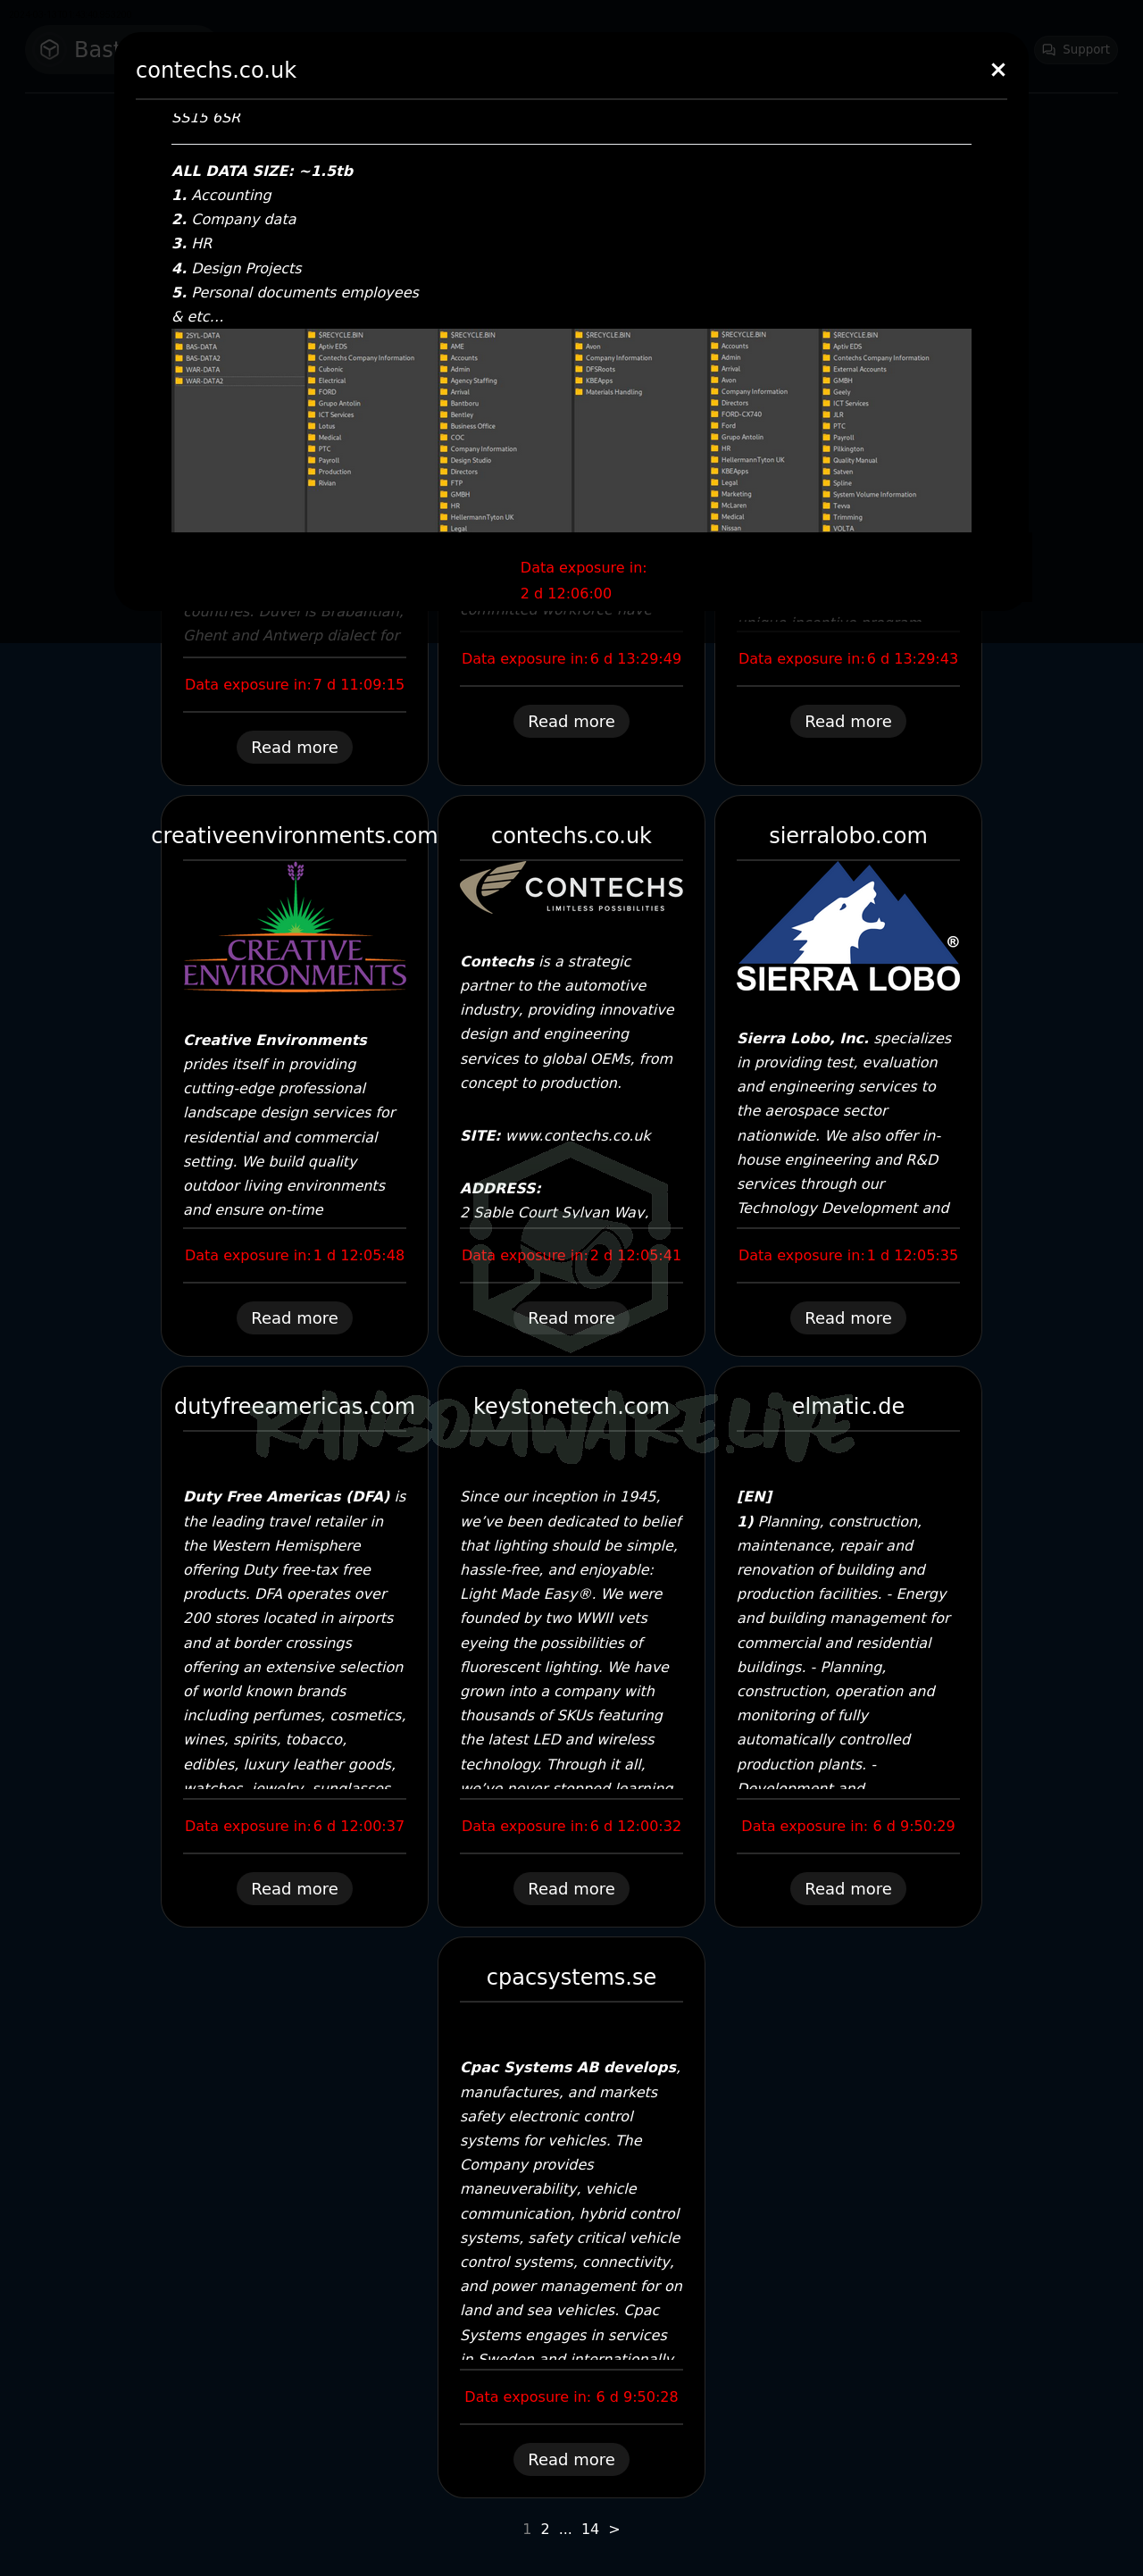 Bast
Support
contechs.co.uk
×
SS15 6SR
ALL DATA SIZE: ~1.5tb
1. Accounting
2. Company data
3. HR
4. Design Projects
5. Personal documents employees
& etc...
2SYL-DATA
BAS-DATA
BAS-DATA2
WAR-DATA
WAR-DATA2
$RECYCLE.BIN
Aptiv EDS
Contechs Company Information
Cubonic
Electrical
FORD
Grupo Antolin
ICT Services
Lotus
Medical
PTC
Payroll
Production
Rivian
$RECYCLE.BIN
AME
Accounts
Admin
Agency Staffing
Arrival
Bamboru
Bentley
Business Office
COC
Company Information
Design Studio
Directors
FTP
GMBH
HR
HellermannTyton UK
Legal
$RECYCLE.BIN
Avon
Company Information
DFSRoots
KBEApps
Materials Handling
$RECYCLE.BIN
Accounts
Admin
Arrival
Avon
Company Information
Directors
FORD-CX740
Ford
Grupo Antolin
HR
HellermannTyton UK
KBEApps
Legal
Marketing
McLaren
Medical
Nissan
$RECYCLE.BIN
Aptiv EDS
Contechs Company Information
External Accounts
GMBH
Geely
ICT Services
JLR
PTC
Payroll
Pilkington
Quality Manual
Satven
Spline
System Volume Information
Tevva
Trimming
VOLTA
Data exposure in:
2 d 12:06:00
countries. Duvel is Brabantian,
Ghent and Antwerp dialect for
Data exposure in: 7 d 11:09:15
Read more
committed workforce have
Data exposure in: 6 d 13:29:49
Read more
unique incentive program
Data exposure in: 6 d 13:29:43
Read more
creativeenvironments.com
CREATIVE
ENVIRONMENTS
Creative Environments
prides itself in providing
cutting-edge professional
landscape design services for
residential and commercial
setting. We build quality
outdoor living environments
and ensure on-time
Data exposure in: 1 d 12:05:48
Read more
contechs.co.uk
CONTECHS
LIMITLESS POSSIBILITIES
Contechs is a strategic
partner to the automotive
industry, providing innovative
design and engineering
services to global OEMs, from
concept to production.
SITE: www.contechs.co.uk
ADDRESS:
2 Sable Court Sylvan Way,
Data exposure in: 2 d 12:05:41
Read more
sierralobo.com
SIERRA LOBO
®
Sierra Lobo, Inc. specializes
in providing test, evaluation
and engineering services to
the aerospace sector
nationwide. We also offer in-
house engineering and R&D
services through our
Technology Development and
Data exposure in: 1 d 12:05:35
Read more
RANSOMWARE.LIVE
dutyfreeamericas.com
Duty Free Americas (DFA) is
the leading travel retailer in
the Western Hemisphere
offering Duty free-tax free
products. DFA operates over
200 stores located in airports
and at border crossings
offering an extensive selection
of world known brands
including perfumes, cosmetics,
wines, spirits, tobacco,
edibles, luxury leather goods,
watches, jewelry, sunglasses
Data exposure in: 6 d 12:00:37
Read more
keystonetech.com
Since our inception in 1945,
we've been dedicated to belief
that lighting should be simple,
hassle-free, and enjoyable:
Light Made Easy®. We were
founded by two WWII vets
eyeing the possibilities of
fluorescent lighting. We have
grown into a company with
thousands of SKUs featuring
the latest LED and wireless
technology. Through it all,
we've never stopped learning
Data exposure in: 6 d 12:00:32
Read more
elmatic.de
[EN]
1) Planning, construction,
maintenance, repair and
renovation of building and
production facilities. - Energy
and building management for
commercial and residential
buildings. - Planning,
construction, operation and
monitoring of fully
automatically controlled
production plants. -
Development and
Data exposure in: 6 d 9:50:29
Read more
cpacsystems.se
Cpac Systems AB develops,
manufactures, and markets
safety electronic control
systems for vehicles. The
Company provides
maneuverability, vehicle
communication, hybrid control
systems, safety critical vehicle
control systems, connectivity,
and power management for on
land and sea vehicles. Cpac
Systems engages in services
in Sweden and internationally
Data exposure in: 6 d 9:50:28
Read more
1 2 ... 14 >